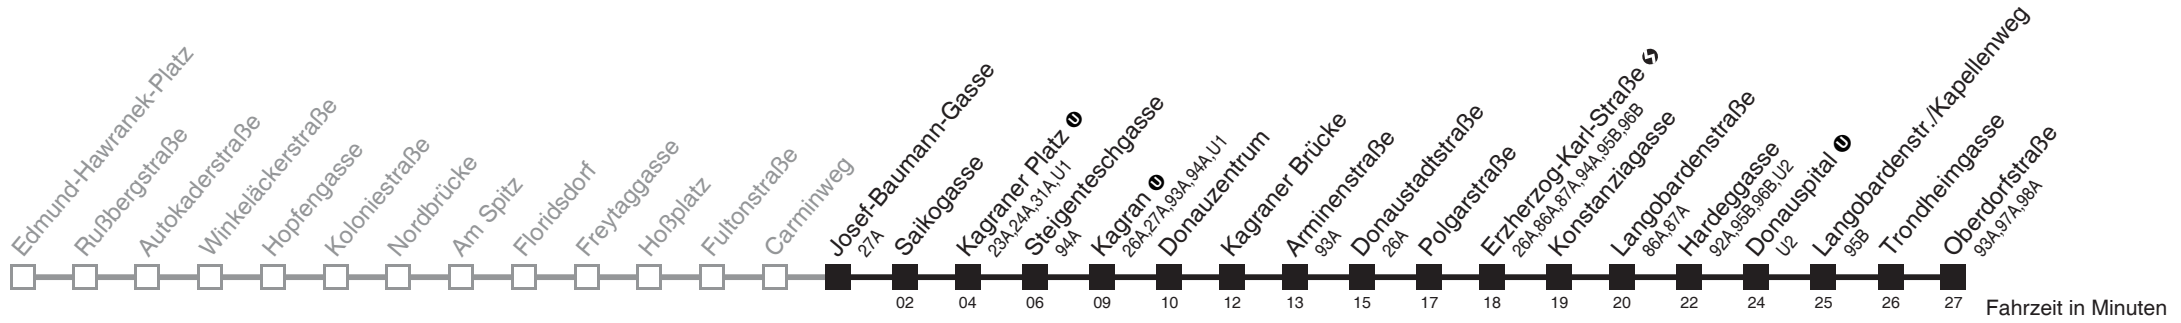 Edmund-Hawranek-Platz
Rußbergstraße
Autokaderstraße
Winkeläckerstraße
Hopfengasse
Koloniestraße
Nordbrücke
Am Spitz
Floridsdorf
Freytaggasse
Hoßplatz
Fultonstraße
Carminweg
Josef-Baumann-Gasse
27A
Saikogasse
Kagraner Platz U
23A,24A,31A,U1
Steigenteschgasse
94A
Kagran U
26A,27A,93A,94A,U1
Donauzentrum
Kagraner Brücke
Arminenstraße
93A
Donaustadtstraße
26A
Polgarstraße
Erzherzog-Karl-Straße
26A,86A,87A,94A,95B,96B
Konstanziagasse
Langobardenstraße
86A,87A
Hardeggasse
92A,95B,96B,U2
Donauspital U
U2
Langobardenstr./Kapellenweg
95B
Trondheimgasse
Oberdorfstraße
93A,97A,98A
02 04 06 09 10 12 13 15 17 18 19 20 22 24 25 26 27 Fahrzeit in Minuten